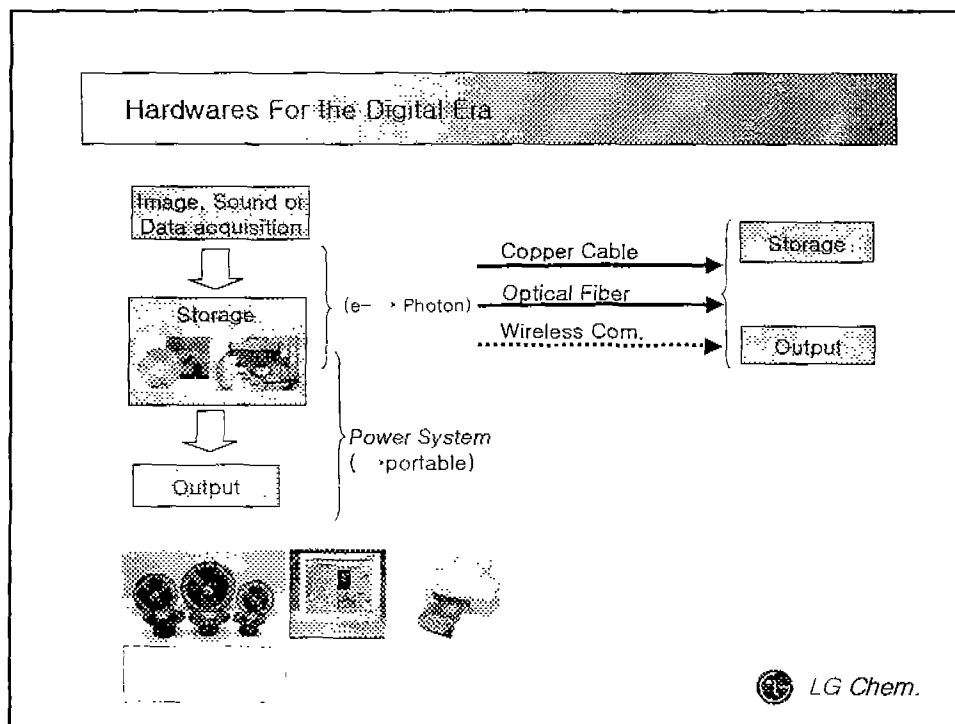 Hardwares For the Digital Era
Image, Sound or
Data acquisition
Storage
Output
(e− → Photon)
Power System
( →portable)
Copper Cable
Optical Fiber
Wireless Com.
Storage
Output
LG Chem.